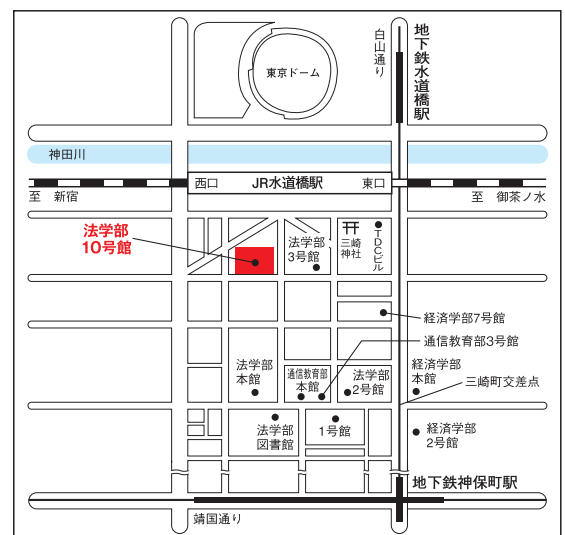 東京ドーム
白山通り
地下鉄水道橋駅
神田川
西口
JR水道橋駅
東口
至 新宿
至 御茶ノ水
法学部
10号館
法学部
3号館
三崎
神社
TDCビル
経済学部7号館
通信教育部3号館
法学部
本館
通信教育部
本館
法学部
2号館
経済学部
本館
三崎町交差点
法学部
図書館
1号館
経済学部
2号館
地下鉄神保町駅
靖国通り